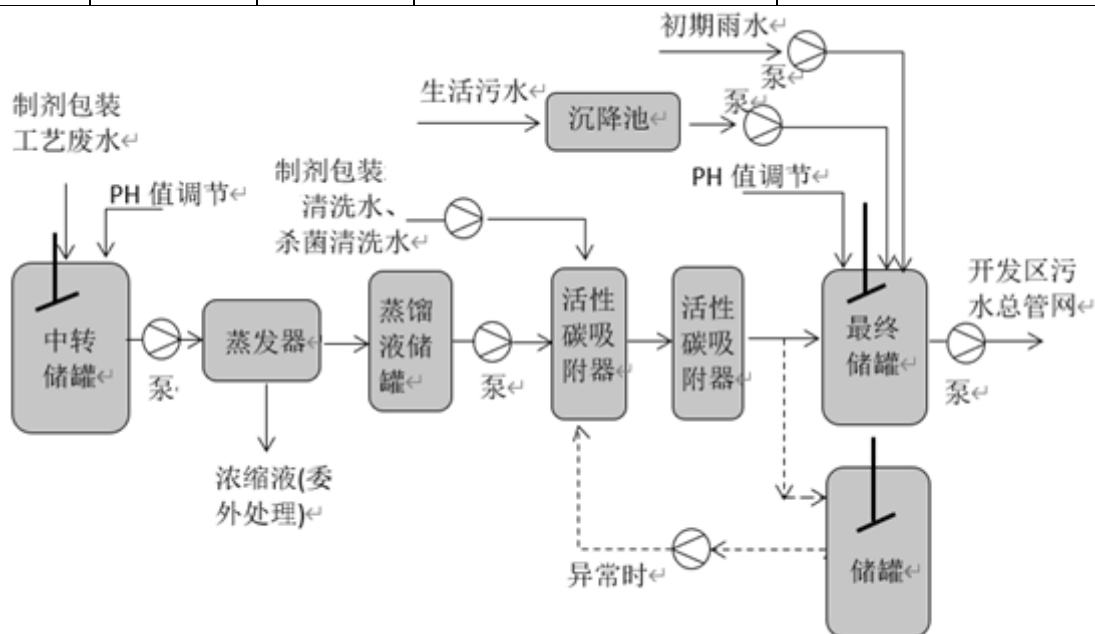 初期雨水
泵
生活污水
沉降池
泵
制剂包装
工艺废水
PH 值调节
制剂包装
清洗水、
杀菌清洗水
PH 值调节
中转
储罐
泵
蒸发器
蒸馏
液储
罐
泵
活性
碳吸
附器
活性
碳吸
附器
最终
储罐
泵
开发区污
水总管网
浓缩液(委
外处理)
异常时
储罐